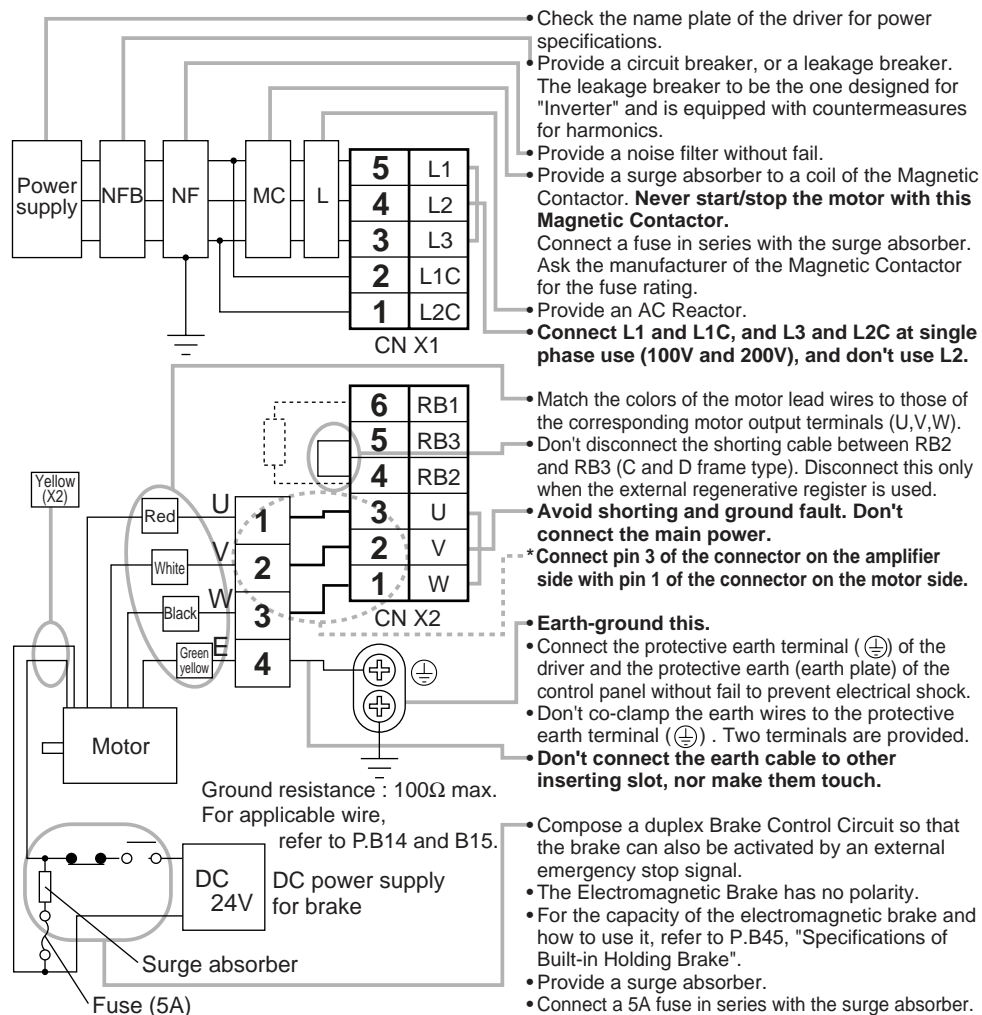 • Check the name plate of the driver for power
specifications.
• Provide a circuit breaker, or a leakage breaker.
The leakage breaker to be the one designed for
"Inverter" and is equipped with countermeasures
for harmonics.
• Provide a noise filter without fail.
• Provide a surge absorber to a coil of the Magnetic
Contactor. Never start/stop the motor with this
Magnetic Contactor.
Connect a fuse in series with the surge absorber.
Ask the manufacturer of the Magnetic Contactor
for the fuse rating.
• Provide an AC Reactor.
• Connect L1 and L1C, and L3 and L2C at single
phase use (100V and 200V), and don't use L2.
Power
supply
NFB
NF
MC
L
5 L1
4 L2
3 L3
2 L1C
1 L2C
CN X1
• Match the colors of the motor lead wires to those of
the corresponding motor output terminals (U,V,W).
• Don't disconnect the shorting cable between RB2
and RB3 (C and D frame type). Disconnect this only
when the external regenerative register is used.
• Avoid shorting and ground fault. Don't
connect the main power.
* Connect pin 3 of the connector on the amplifier
side with pin 1 of the connector on the motor side.
6 RB1
5 RB3
4 RB2
3 U
2 V
1 W
CN X2
Yellow
(X2)
Red U 1
White V 2
Black W 3
Green
yellow E 4
Motor
• Earth-ground this.
• Connect the protective earth terminal ( ) of the
driver and the protective earth (earth plate) of the
control panel without fail to prevent electrical shock.
• Don't co-clamp the earth wires to the protective
earth terminal ( ) . Two terminals are provided.
• Don't connect the earth cable to other
inserting slot, nor make them touch.
Ground resistance : 100Ω max.
For applicable wire,
refer to P.B14 and B15.
DC
24V
DC power supply
for brake
Surge absorber
Fuse (5A)
• Compose a duplex Brake Control Circuit so that
the brake can also be activated by an external
emergency stop signal.
• The Electromagnetic Brake has no polarity.
• For the capacity of the electromagnetic brake and
how to use it, refer to P.B45, "Specifications of
Built-in Holding Brake".
• Provide a surge absorber.
• Connect a 5A fuse in series with the surge absorber.